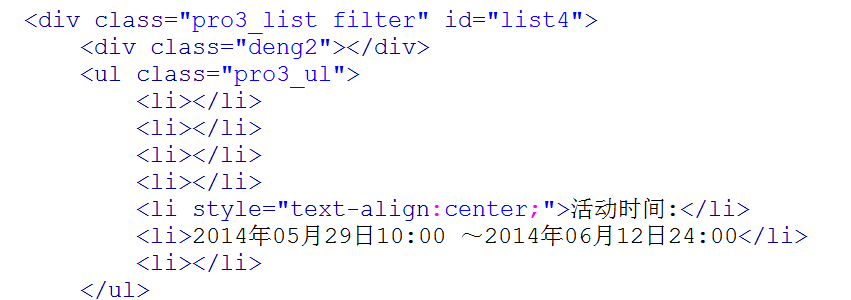 <div class="pro3_list filter" id="list4">
<div class="deng2"></div>
<ul class="pro3_ul">
<li></li>
<li></li>
<li></li>
<li></li>
<li style="text-align:center;">活动时间:</li>
<li>2014年05月29日10:00 ～2014年06月12日24:00</li>
<li></li>
</ul>